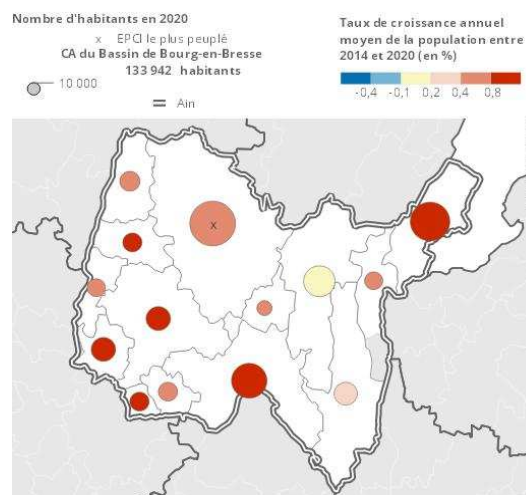 Nombre d'habitants en 2020
x EPCI le plus peuplé
CA du Bassin de Bourg-en-Bresse
133 942 habitants
10 000
Ain
Taux de croissance annuel
moyen de la population entre
2014 et 2020 (en %)
-0,4 -0,1 0,2 0,4 0,8
x